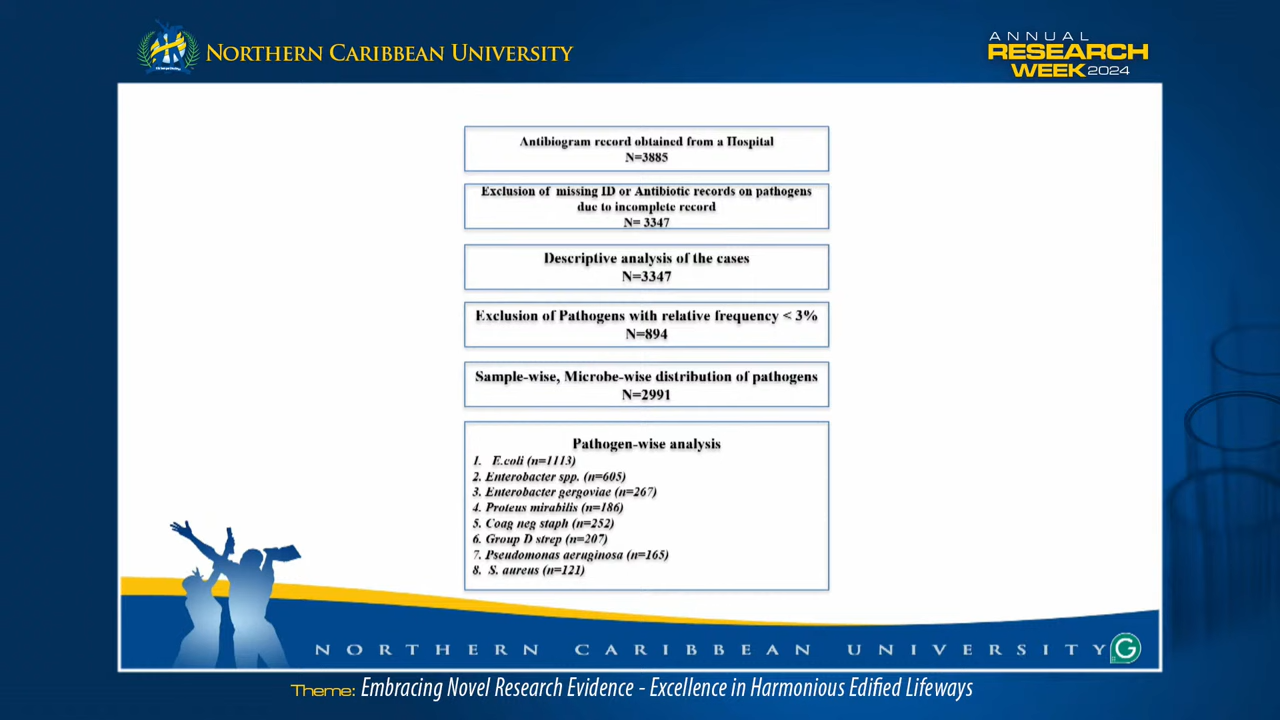 NORTHERN CARIBBEAN UNIVERSITY
ANNUAL
RESEARCH
WEEK 2024
Antibiogram record obtained from a Hospital
N=3885
Exclusion of missing ID or Antibiotic records on pathogens
due to incomplete record
N= 3347
Descriptive analysis of the cases
N=3347
Exclusion of Pathogens with relative frequency < 3%
N=894
Sample-wise, Microbe-wise distribution of pathogens
N=2991
Pathogen-wise analysis
1. E.coli (n=1113)
2. Enterobacter spp. (n=605)
3. Enterobacter gergoviae (n=267)
4. Proteus mirabilis (n=186)
5. Coag neg staph (n=252)
6. Group D strep (n=207)
7. Pseudomonas aeruginosa (n=165)
8. S. aureus (n=121)
NORTHERN CARIBBEAN UNIVERSITY
G
Theme: Embracing Novel Research Evidence - Excellence in Harmonious Edified Lifeways